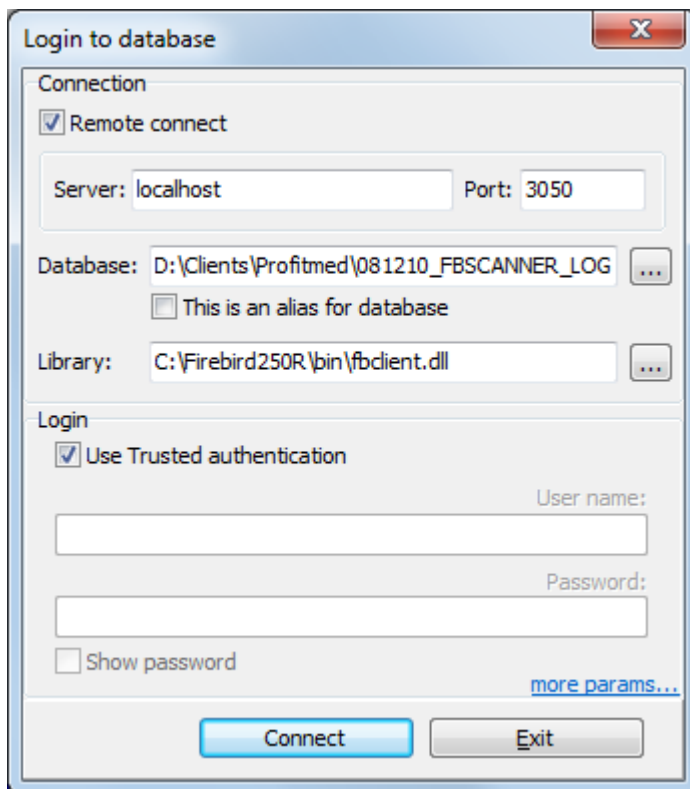 Login to database
Connection
Remote connect
Server: localhost Port: 3050
Database: D:\Clients\Profitmed\081210_FBSCANNER_LOG ...
This is an alias for database
Library: C:\Firebird250R\bin\fbclient.dll ...
Login
Use Trusted authentication
User name:
Password:
Show password
more params...
Connect Exit